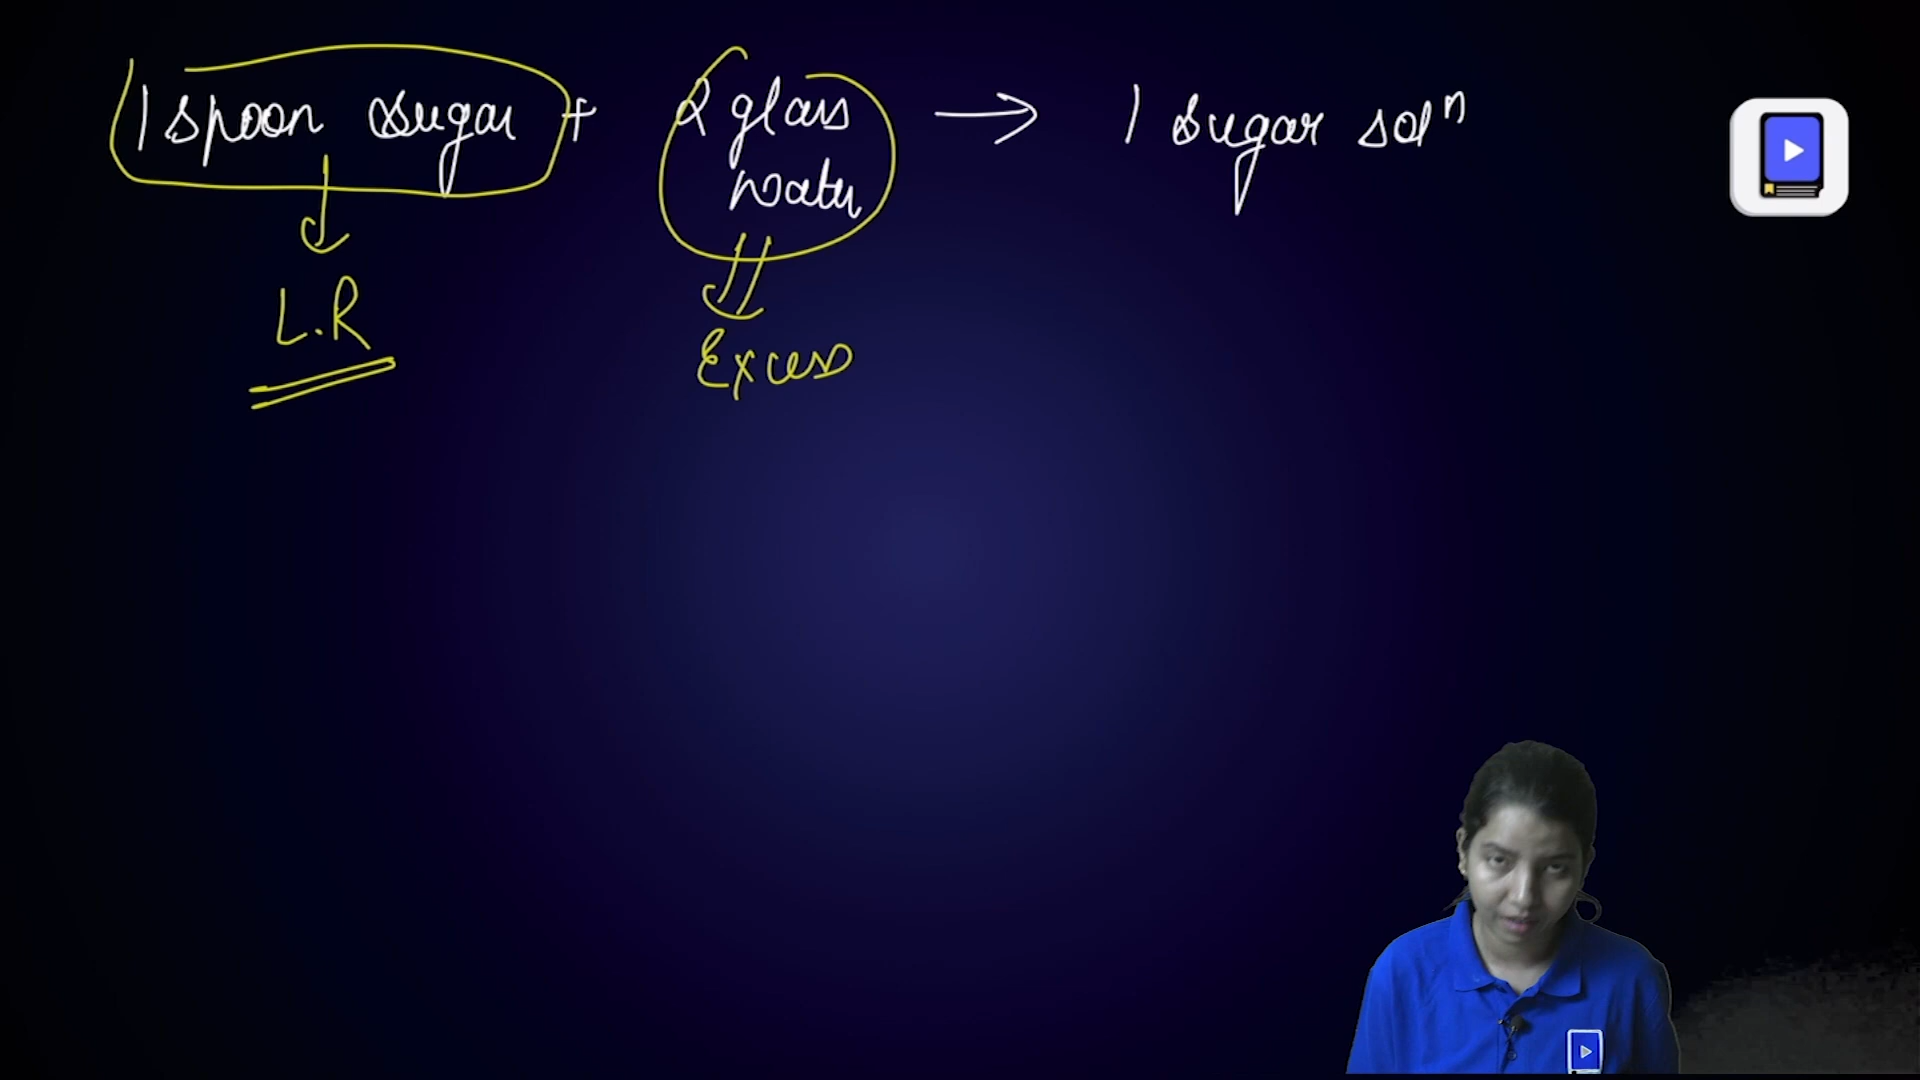 1 spoon sugar + 2 glass water → 1 sugar solⁿ
L.R
Excess